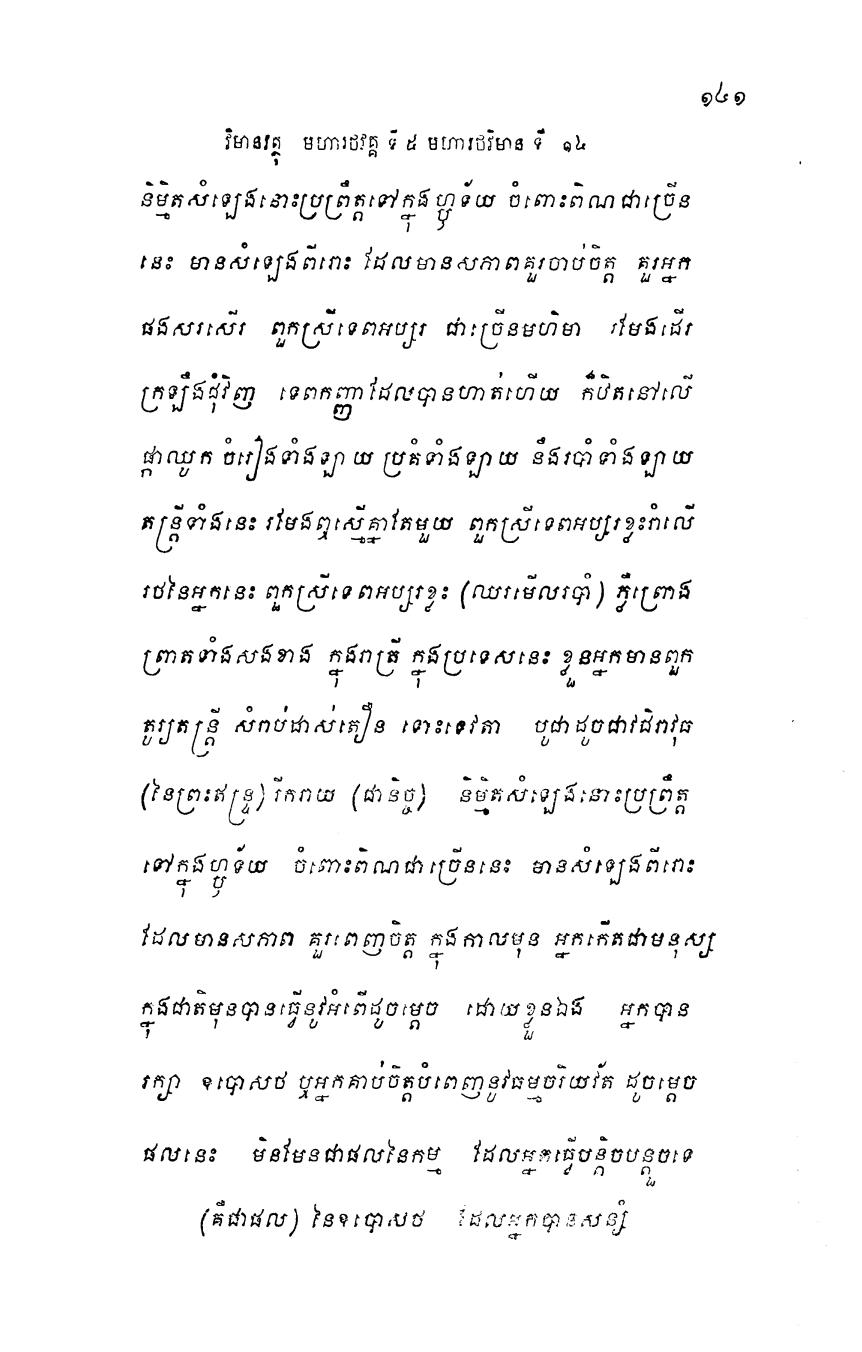 ១៤១
វិមានវត្ថុ មហារថវគ្គ ទី ៥ មហារថវិមាន ទី ១៤
និម្មិតសំឡេងនោះប្រព្រឹត្តទៅក្នុងហ្ឫទ័យ ចំពោះពិណជាច្រើន
នេះ មានសំឡេងពីរោះ ដែលមានសភាពគួរចាប់ចិត្ត គួរអ្នក
ផងសរសើរ ពួកស្រីទេពអប្សរ ជាច្រើនមហិមា រមែងដើរ
ក្រឡឹងជុំវិញ ទេពកញ្ញាដែលបានហាត់ហើយ ក៏ឋិតនៅលើ
ផ្កាឈូក ចំរៀងទាំងឡាយ ប្រគំទាំងឡាយ នឹងរបាំទាំងឡាយ
តន្ត្រីទាំងនេះ រមែងឮស្មើគ្នាតែមួយ ពួកស្រីទេពអប្សរខ្លះរាំលើ
រថនៃអ្នកនេះ ពួកស្រីទេពអប្សរខ្លះ (ឈរមើលរបាំ) ភ្លឺព្រោង
ព្រាតទាំងសងខាង ក្នុងរាត្រី ក្នុងប្រទេសនេះ ខ្លួនអ្នកមានពួក
តូរ្យតន្ត្រី សំរាប់ដាស់តឿន ទោះទេវតា បូជាដូចជាវជិរាវុធ
(នៃព្រះឥន្ទ្រ) រីករាយ (ជានិច្ច) និម្មិតសំឡេងនោះប្រព្រឹត្ត
ទៅក្នុងហ្ឫទ័យ ចំពោះពិណជាច្រើននេះ មានសំឡេងពីរោះ
ដែលមានសភាព គួរពេញចិត្ត ក្នុងកាលមុន អ្នកកើតជាមនុស្ស
ក្នុងជាតិមុនបានធ្វើនូវអំពើដូចម្តេច ដោយខ្លួនឯង អ្នកបាន
រក្សា ឧបោសថ ឬអ្នកគាប់ចិត្តបំពេញនូវធម្មចរិយវ័ត ដូចម្តេច
ផលនេះ មិនមែនជាផលនៃកម្ម ដែលអ្នកធ្វើបន្តិចបន្តួចទេ
(គឺជាផល) នៃឧបោសថ ដែលអ្នកបានសន្សំ